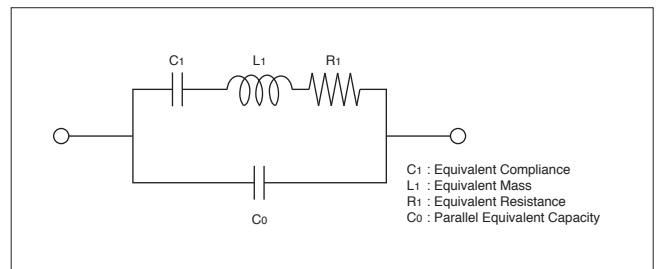 C1 L1 R1
C1 : Equivalent Compliance
L1 : Equivalent Mass
R1 : Equivalent Resistance
C0 : Parallel Equivalent Capacity
C0